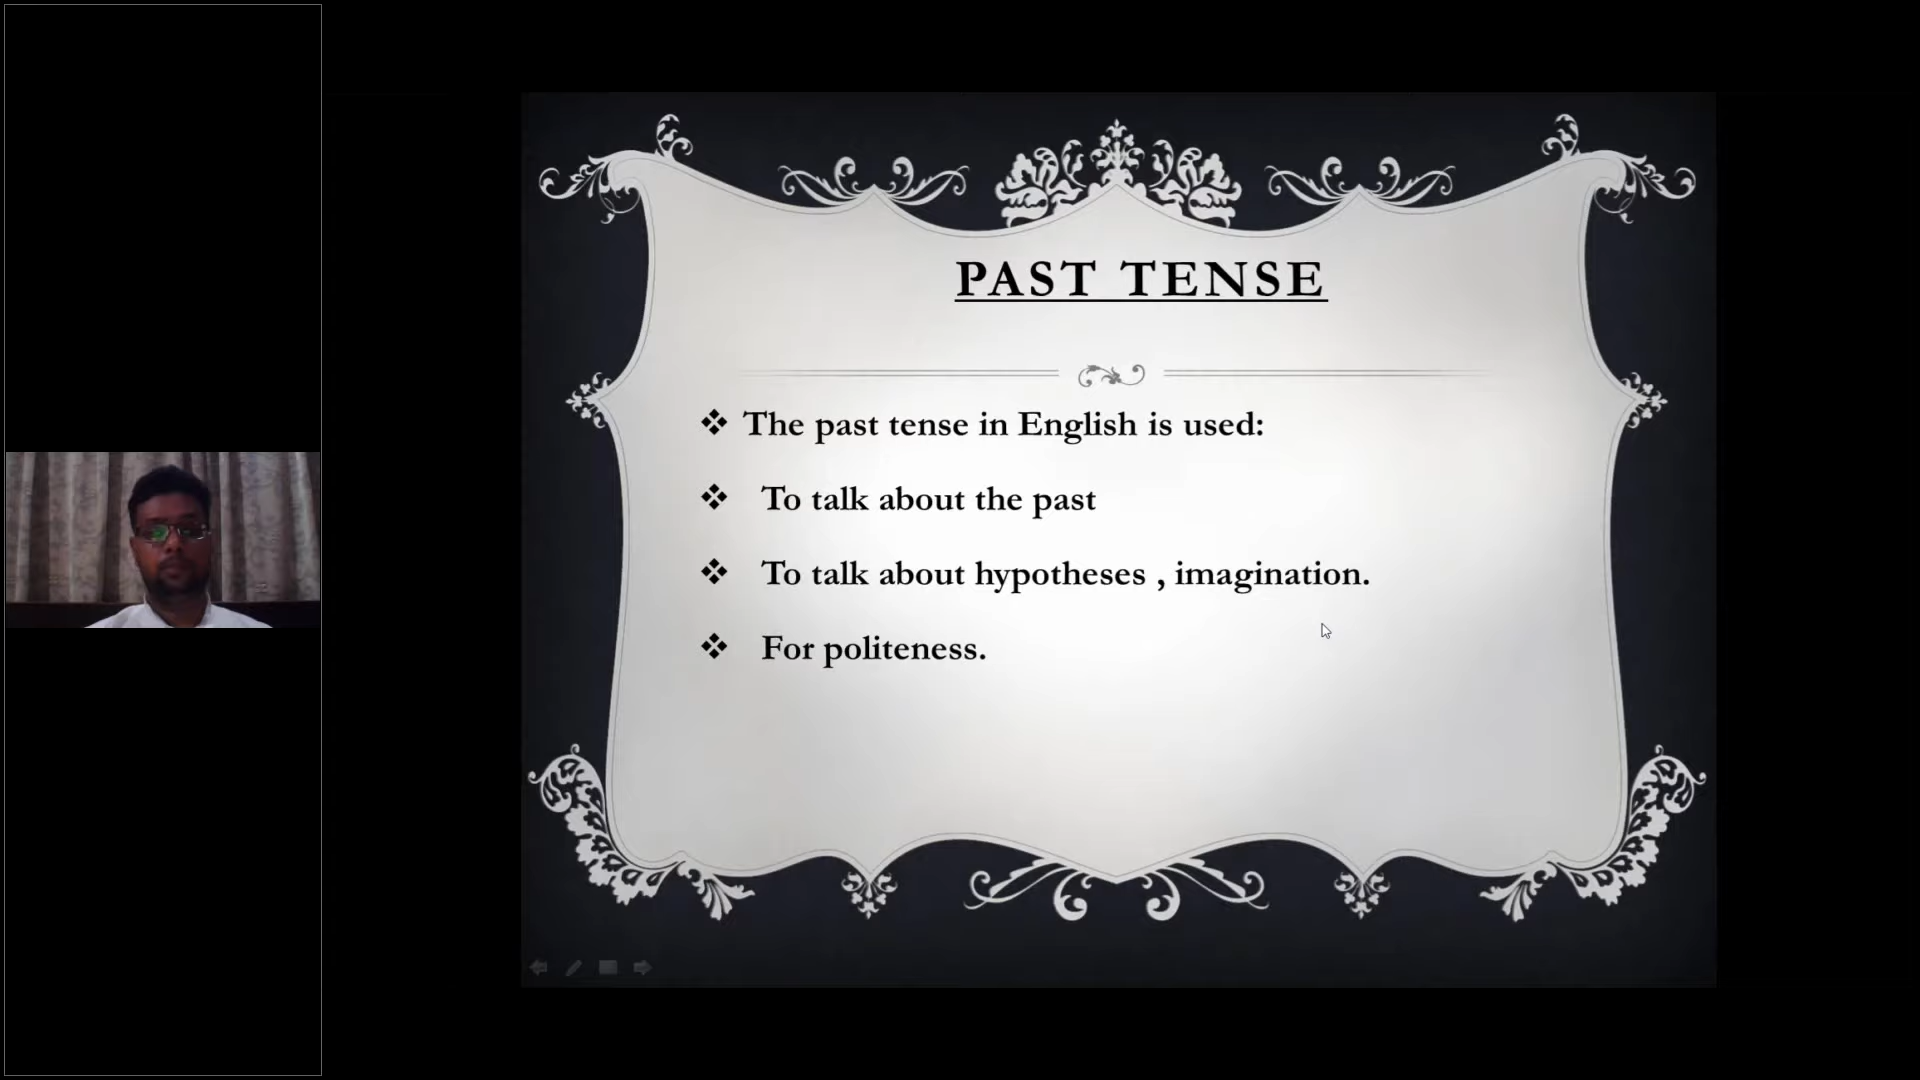 PAST TENSE
The past tense in English is used:
To talk about the past
To talk about hypotheses , imagination.
For politeness.